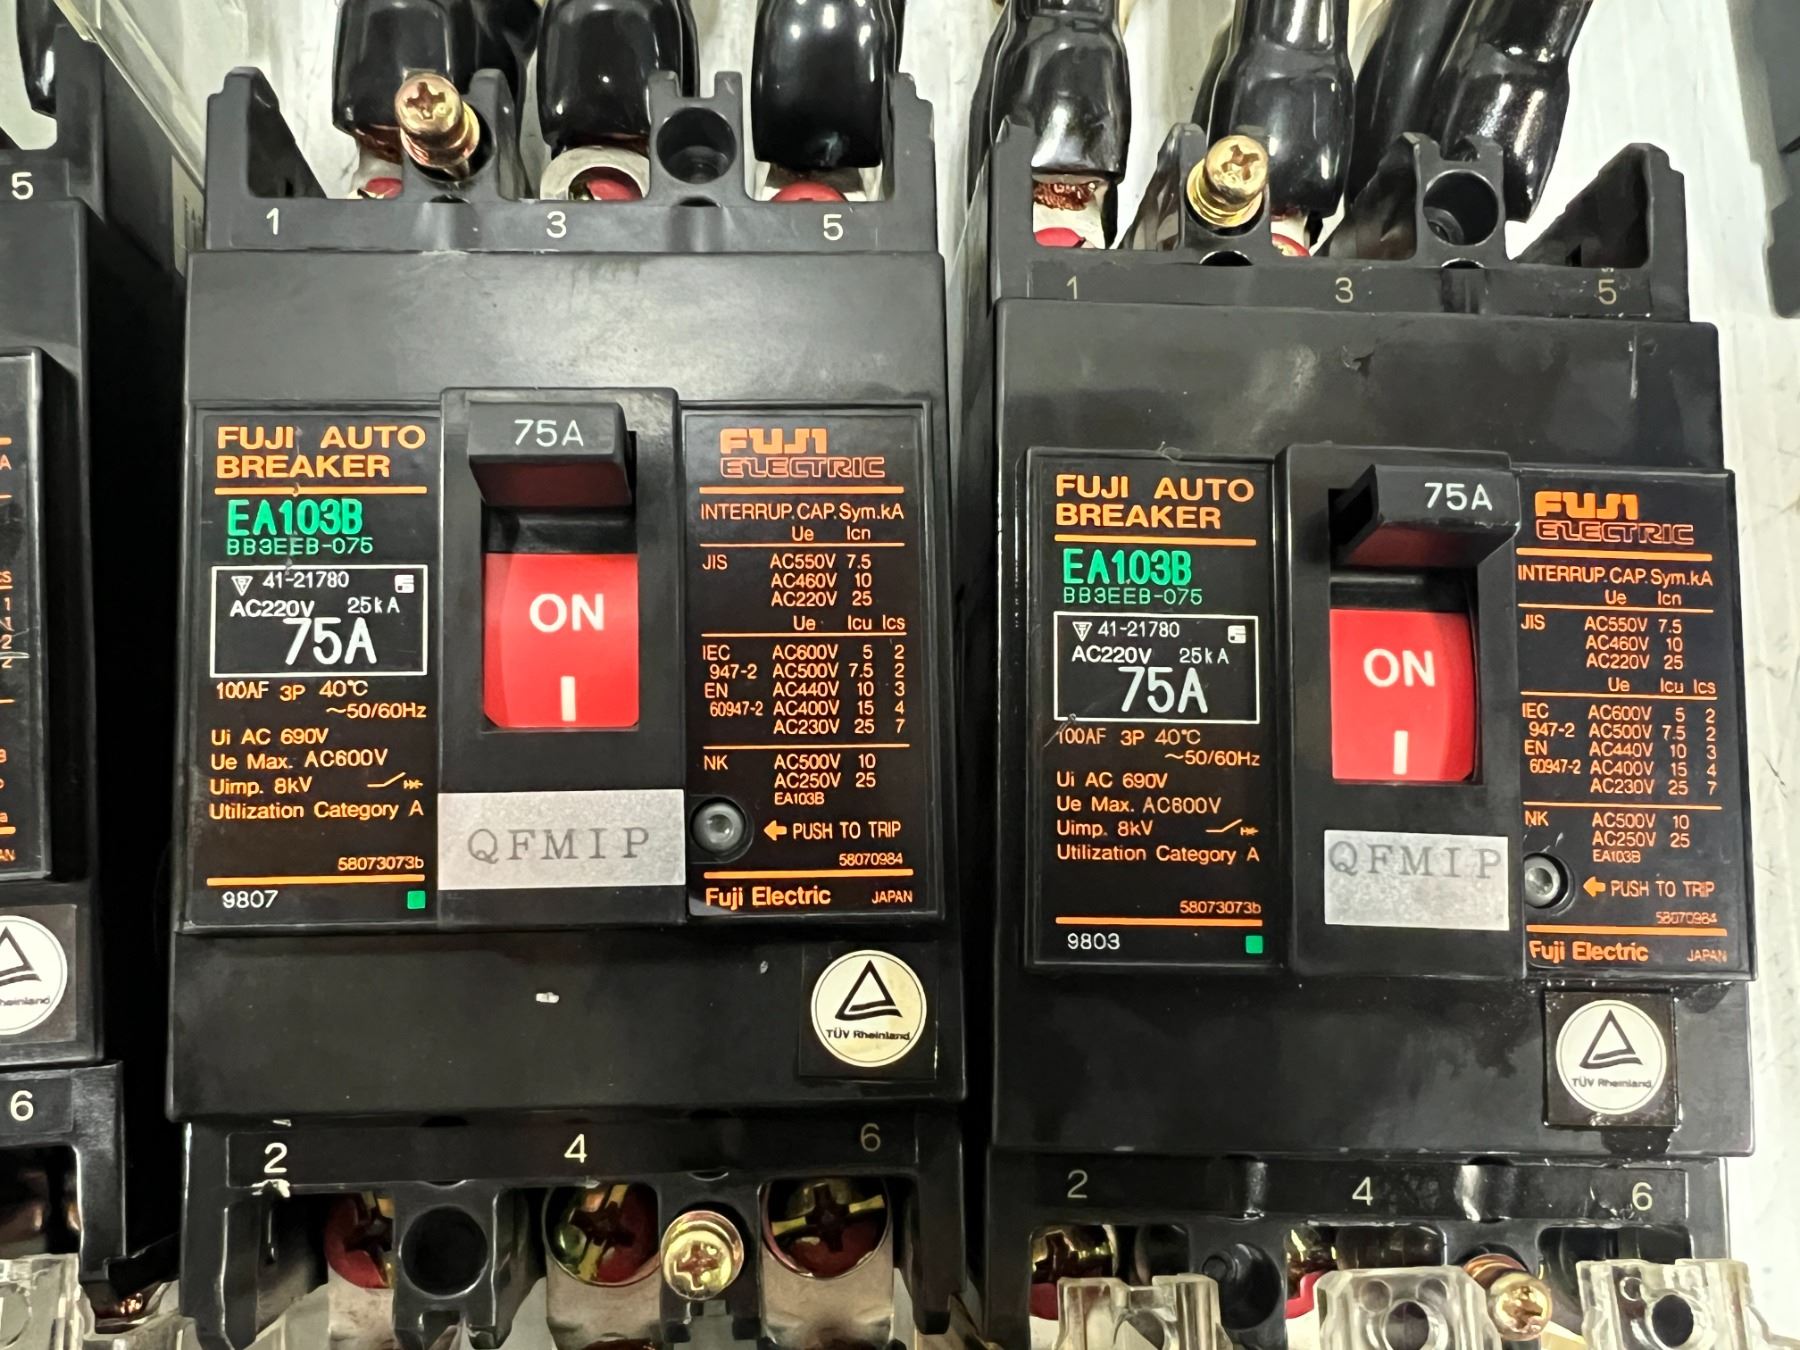 5
6
TÜV Rheinland
1 3 5
75A
FUJI AUTO
BREAKER
EA103B
BB3EEB-075
41-21780
AC220V 25kA
75A
100AF 3P 40℃
~50/60Hz
Ui AC 690V
Ue Max. AC600V
Uimp. 8kV
Utilization Category A
58073073b
9807
ON
I
QFMIP
FUJI
ELECTRIC
INTERRUP.CAP.Sym.kA
Ue Icn
JIS AC550V 7.5
AC460V 10
AC220V 25
Ue Icu Ics
IEC AC600V 5 2
947-2 AC500V 7.5 2
EN AC440V 10 3
60947-2 AC400V 15 4
AC230V 25 7
NK AC500V 10
AC250V 25
EA103B
PUSH TO TRIP
58070984
Fuji Electric JAPAN
TÜV Rheinland
2 4 6
1 3 5
75A
FUJI AUTO
BREAKER
EA103B
BB3EEB-075
41-21780
AC220V 25kA
75A
100AF 3P 40℃
~50/60Hz
Ui AC 690V
Ue Max. AC600V
Uimp. 8kV
Utilization Category A
58073073b
9803
ON
I
QFMIP
FUJI
ELECTRIC
INTERRUP.CAP.Sym.kA
Ue Icn
JIS AC550V 7.5
AC460V 10
AC220V 25
Ue Icu Ics
IEC AC600V 5 2
947-2 AC500V 7.5 2
EN AC440V 10 3
60947-2 AC400V 15 4
AC230V 25 7
NK AC500V 10
AC250V 25
EA103B
PUSH TO TRIP
58070984
Fuji Electric JAPAN
TÜV Rheinland
2 4 6